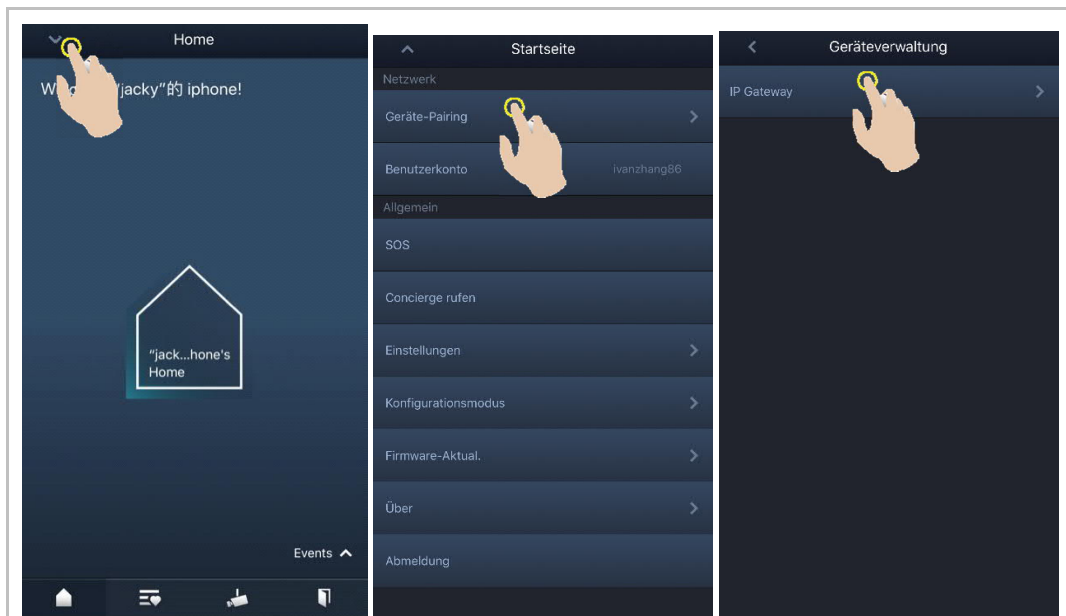 Home
"jacky"的 iphone!
"jack...hone's
Home
Events
Startseite
Netzwerk
Geräte-Pairing
Benutzerkonto ivanzhang86
Allgemein
SOS
Concierge rufen
Einstellungen
Konfigurationsmodus
Firmware-Aktual.
Über
Abmeldung
Geräteverwaltung
IP Gateway